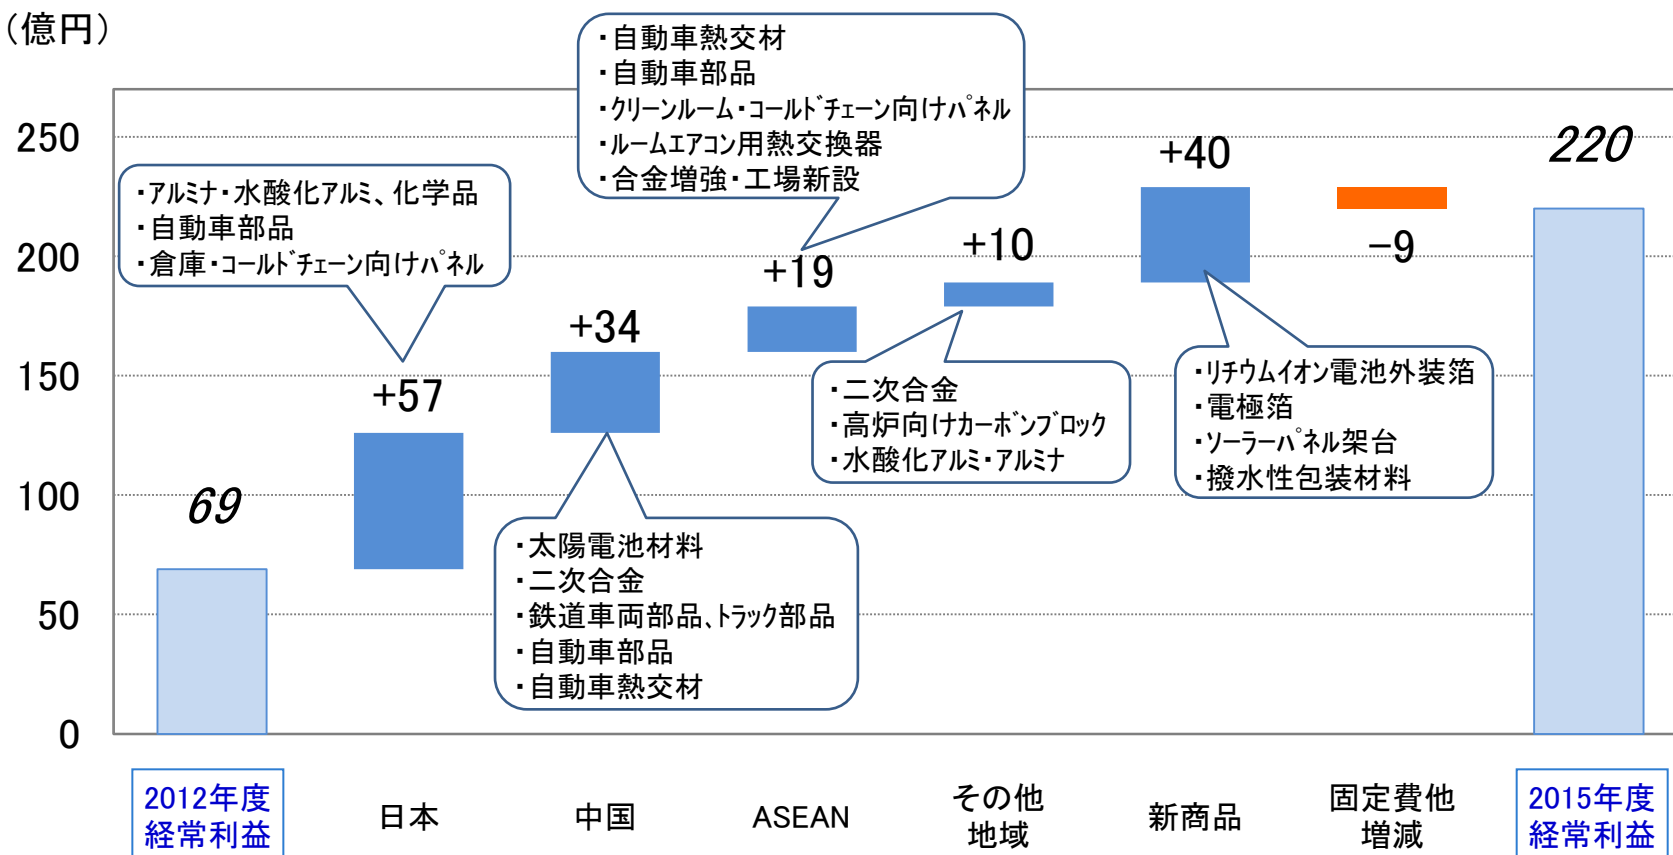 (億円)
・自動車熱交材
・自動車部品
・クリーンルーム・コールドチェーン向けパネル
・ルームエアコン用熱交換器
・合金増強・工場新設
250
200
150
100
50
0
・アルミナ・水酸化アルミ、化学品
・自動車部品
・倉庫・コールドチェーン向けパネル
69
+57
+34
+19
+10
+40
−9
220
・太陽電池材料
・二次合金
・鉄道車両部品、トラック部品
・自動車部品
・自動車熱交材
・二次合金
・高炉向けカーボンブロック
・水酸化アルミ・アルミナ
・リチウムイオン電池外装箔
・電極箔
・ソーラーパネル架台
・撥水性包装材料
2012年度
経常利益
日本
中国
ASEAN
その他
地域
新商品
固定費他
増減
2015年度
経常利益